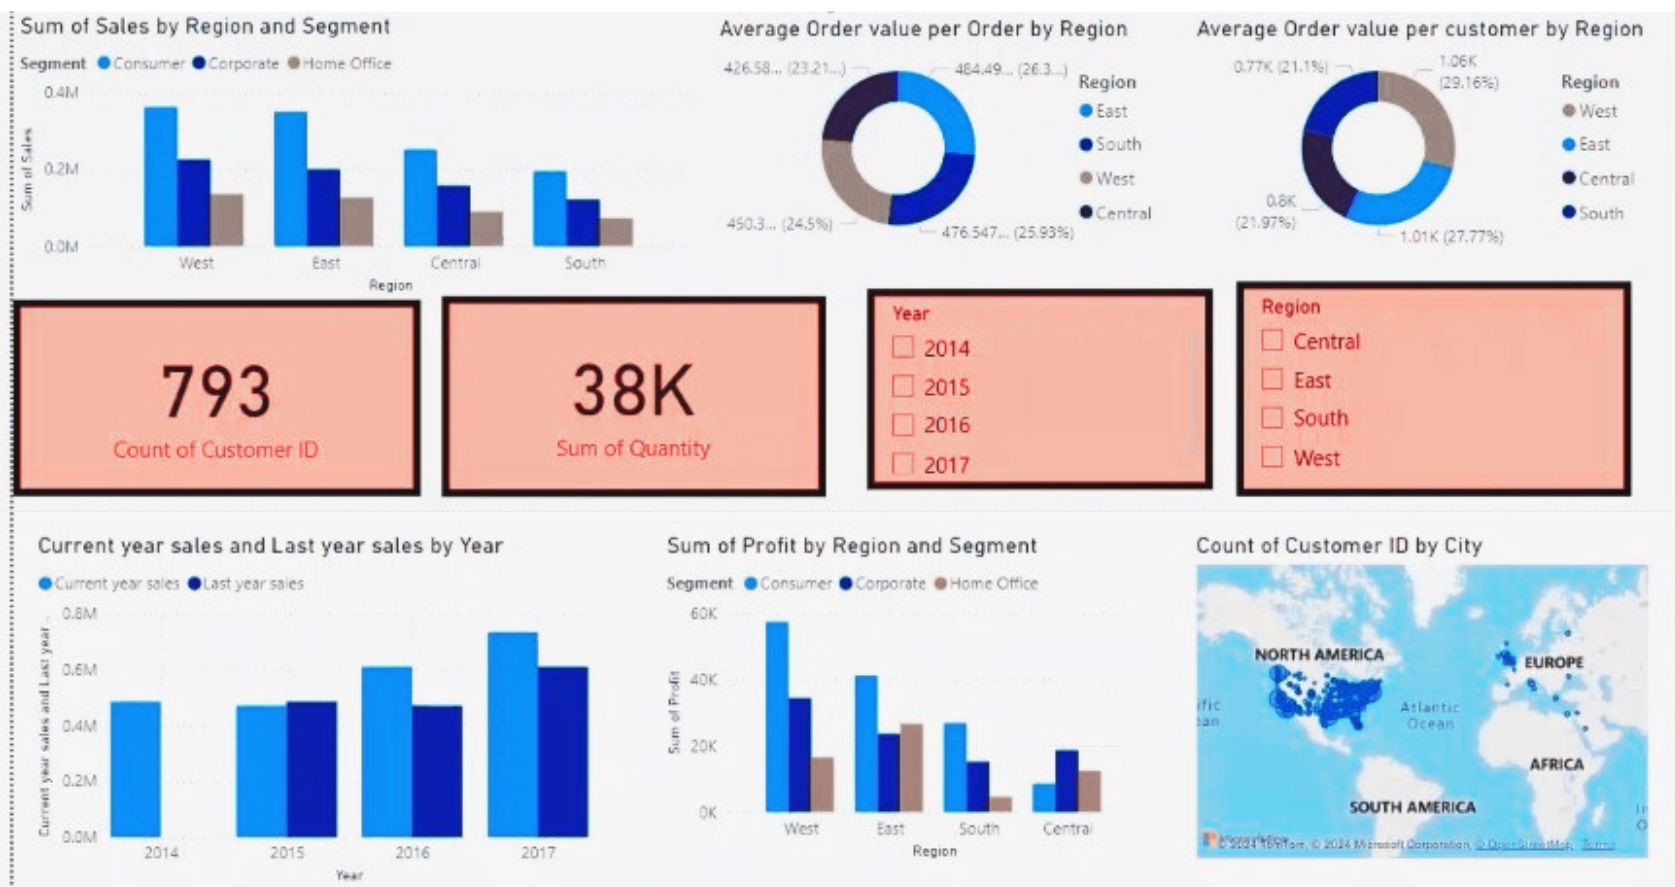 Sum of Sales by Region and Segment
Segment Consumer Corporate Home Office
0.4M
0.2M
0.0M
Sum of Sales
West East Central South
Region
Average Order value per Order by Region
426.58... (23.21...)
484.49... (26.3...)
450.3... (24.5%)
476.547... (25.93%)
Region
East
South
West
Central
Average Order value per customer by Region
0.77K (21.1%)
1.06K
(29.16%)
0.8K
(21.97%)
1.01K (27.77%)
Region
West
East
Central
South
793
Count of Customer ID
38K
Sum of Quantity
Year
2014
2015
2016
2017
Region
Central
East
South
West
Current year sales and Last year sales by Year
Current year sales Last year sales
0.8M
0.6M
0.4M
0.2M
0.0M
Current year sales and Last year...
2014 2015 2016 2017
Year
Sum of Profit by Region and Segment
Segment Consumer Corporate Home Office
60K
40K
20K
0K
Sum of Profit
West East South Central
Region
Count of Customer ID by City
NORTH AMERICA
EUROPE
Atlantic
Ocean
AFRICA
SOUTH AMERICA
© 2024 TomTom, © 2024 Microsoft Corporation, © OpenStreetMap Terms